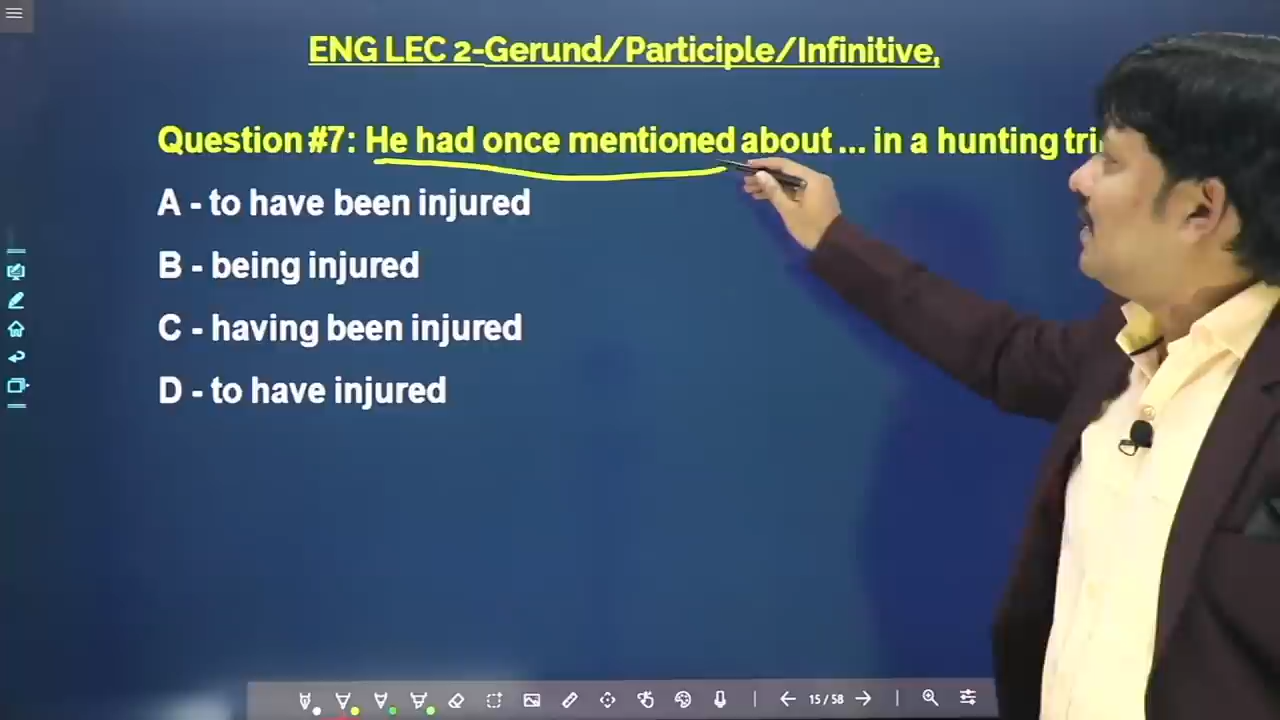 ENG LEC 2-Gerund/Participle/Infinitive,
Question #7: He had once mentioned about ... in a hunting
A - to have been injured
B - being injured
C - having been injured
D - to have injured
15 / 58